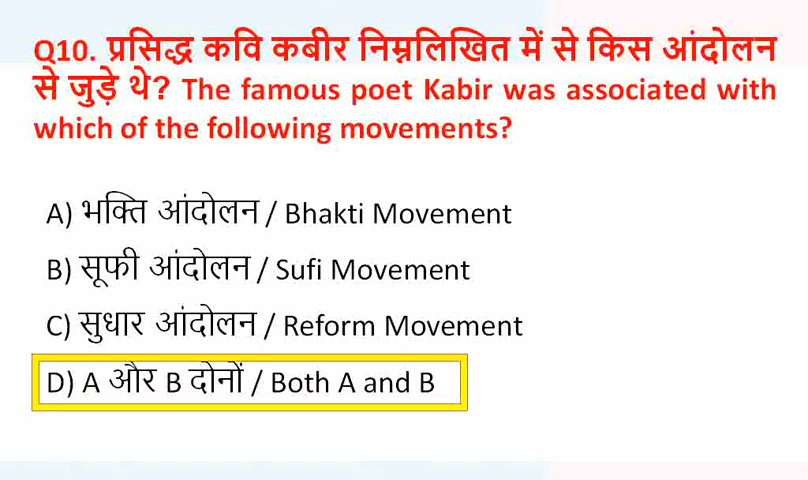 Q10. प्रसिद्ध कवि कबीर निम्नलिखित में से किस आंदोलन
से जुड़े थे? The famous poet Kabir was associated with
which of the following movements?
A) भक्ति आंदोलन / Bhakti Movement
B) सूफी आंदोलन / Sufi Movement
C) सुधार आंदोलन / Reform Movement
D) A और B दोनों / Both A and B